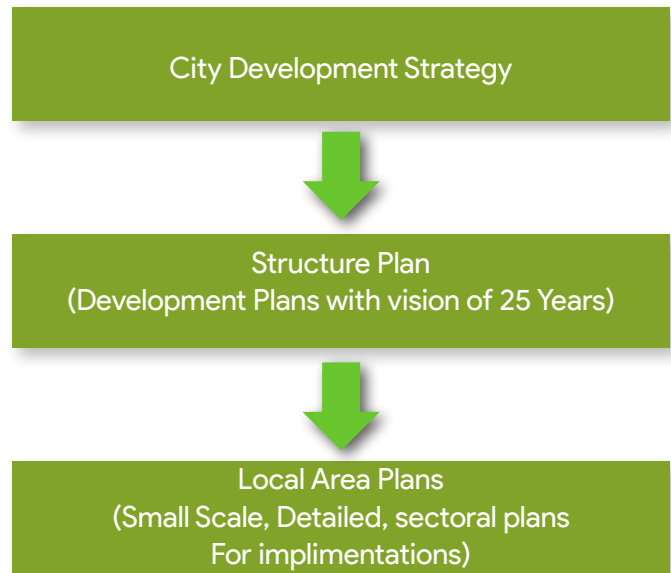 City Development Strategy
Structure Plan
(Development Plans with vision of 25 Years)
Local Area Plans
(Small Scale, Detailed, sectoral plans
For implimentations)